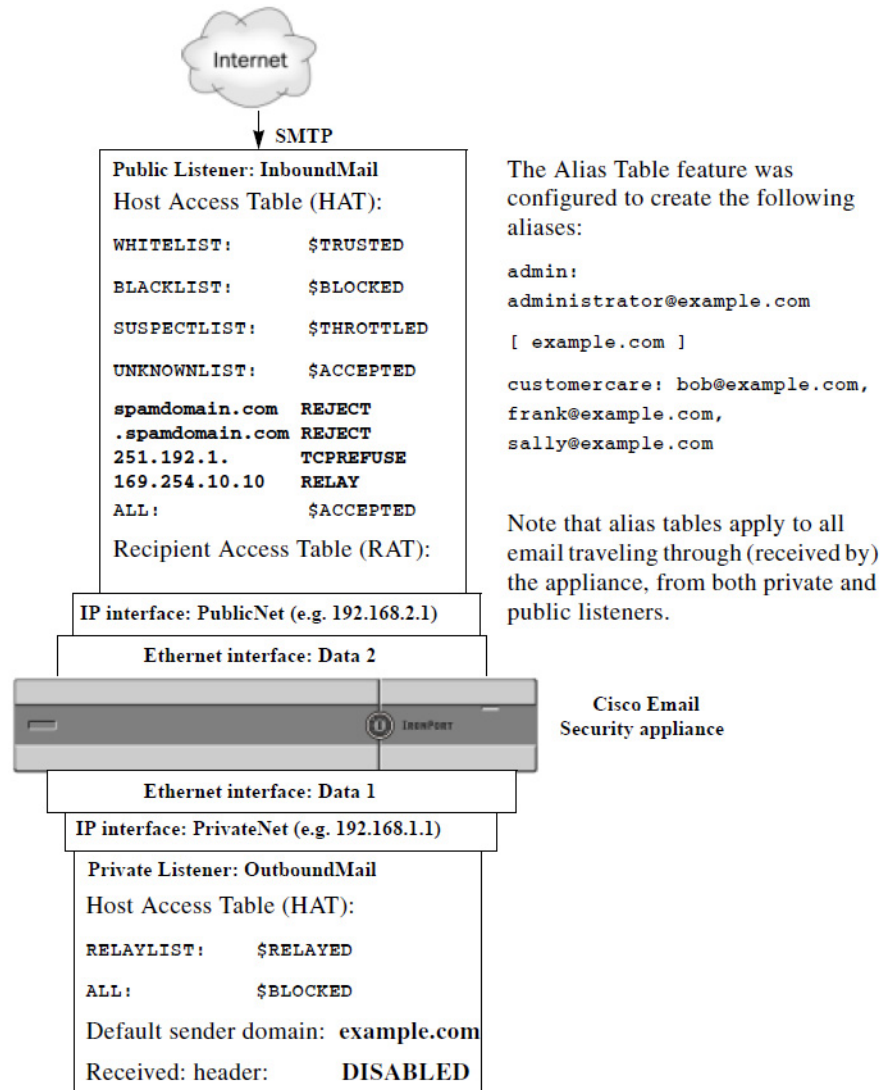 Internet
SMTP
Public Listener: InboundMail
Host Access Table (HAT):
WHITELIST: $TRUSTED
BLACKLIST: $BLOCKED
SUSPECTLIST: $THROTTLED
UNKNOWNLIST: $ACCEPTED
spamdomain.com REJECT
.spamdomain.com REJECT
251.192.1. TCPREFUSE
169.254.10.10 RELAY
ALL: $ACCEPTED
Recipient Access Table (RAT):
The Alias Table feature was
configured to create the following
aliases:
admin:
administrator@example.com
[ example.com ]
customercare: bob@example.com,
frank@example.com,
sally@example.com
Note that alias tables apply to all
email traveling through (received by)
the appliance, from both private and
public listeners.
IP interface: PublicNet (e.g. 192.168.2.1)
Ethernet interface: Data 2
IRONPORT
Cisco Email
Security appliance
Ethernet interface: Data 1
IP interface: PrivateNet (e.g. 192.168.1.1)
Private Listener: OutboundMail
Host Access Table (HAT):
RELAYLIST: $RELAYED
ALL: $BLOCKED
Default sender domain: example.com
Received: header: DISABLED